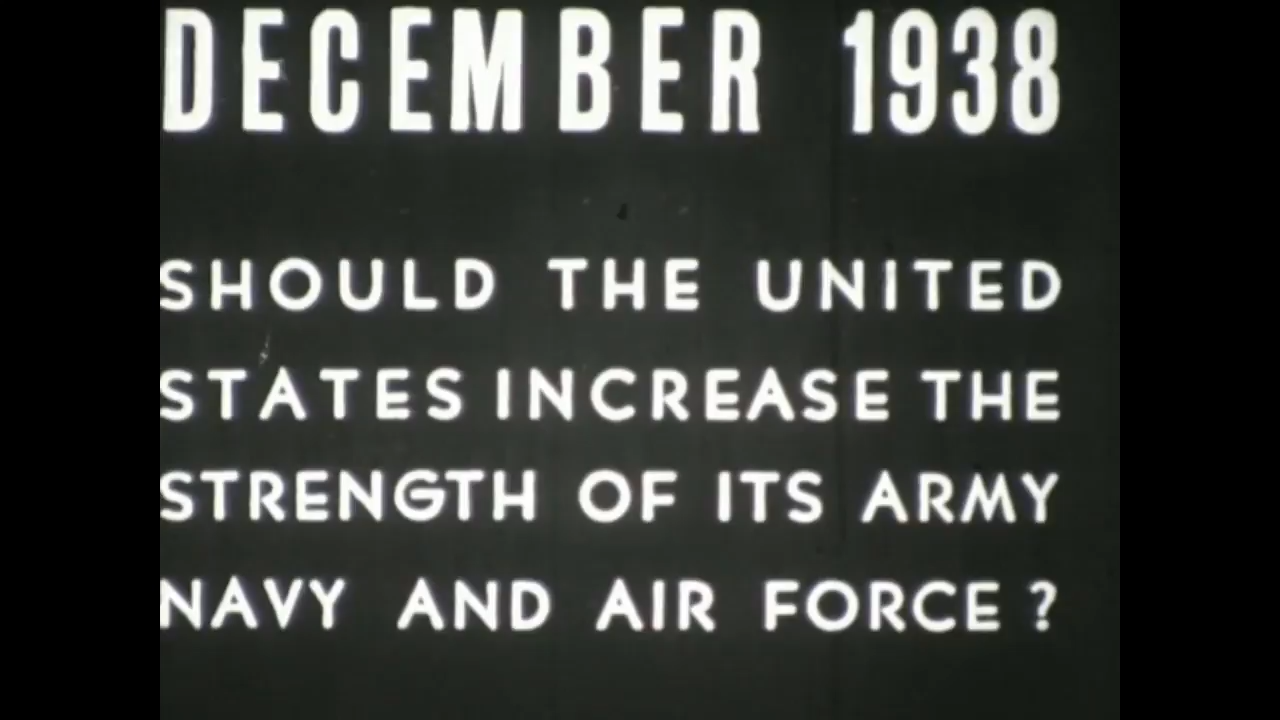 DECEMBER 1938
SHOULD THE UNITED
STATES INCREASE THE
STRENGTH OF ITS ARMY
NAVY AND AIR FORCE ?